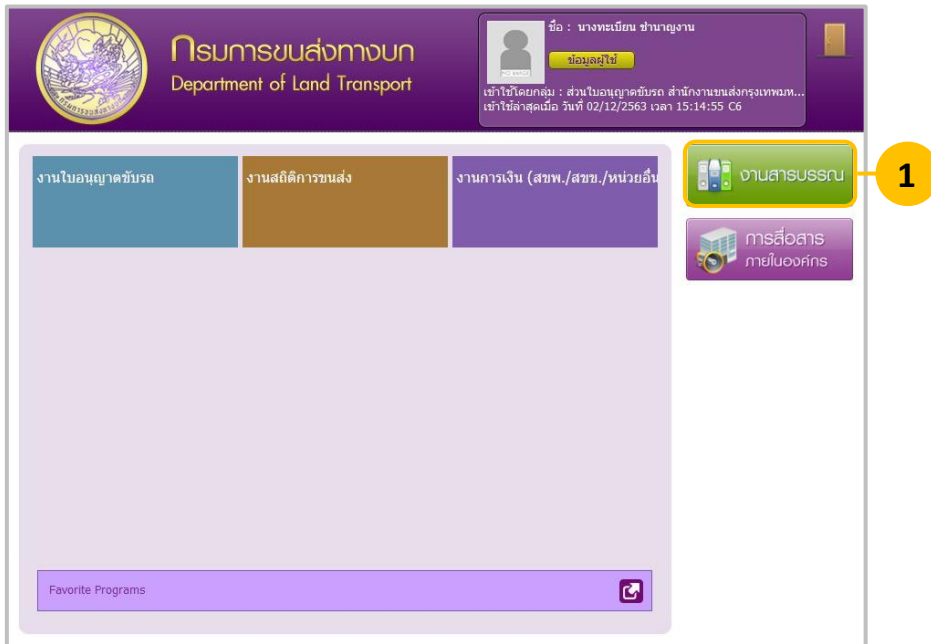 กรมการขนส่งทางบก
Department of Land Transport
ชื่อ : นางทะเบียน ชำนาญงาน
ข้อมูลผู้ใช้
NO IMAGE
เข้าใช้โดยกลุ่ม : ส่วนใบอนุญาตขับรถ สำนักงานขนส่งกรุงเทพมห...
เข้าใช้ล่าสุดเมื่อ วันที่ 02/12/2563 เวลา 15:14:55 C6
งานใบอนุญาตขับรถ
งานสถิติการขนส่ง
งานการเงิน (สขพ./สขข./หน่วยอื่น
งานสารบรรณ
1
การสื่อสาร
ภายในองค์กร
Favorite Programs